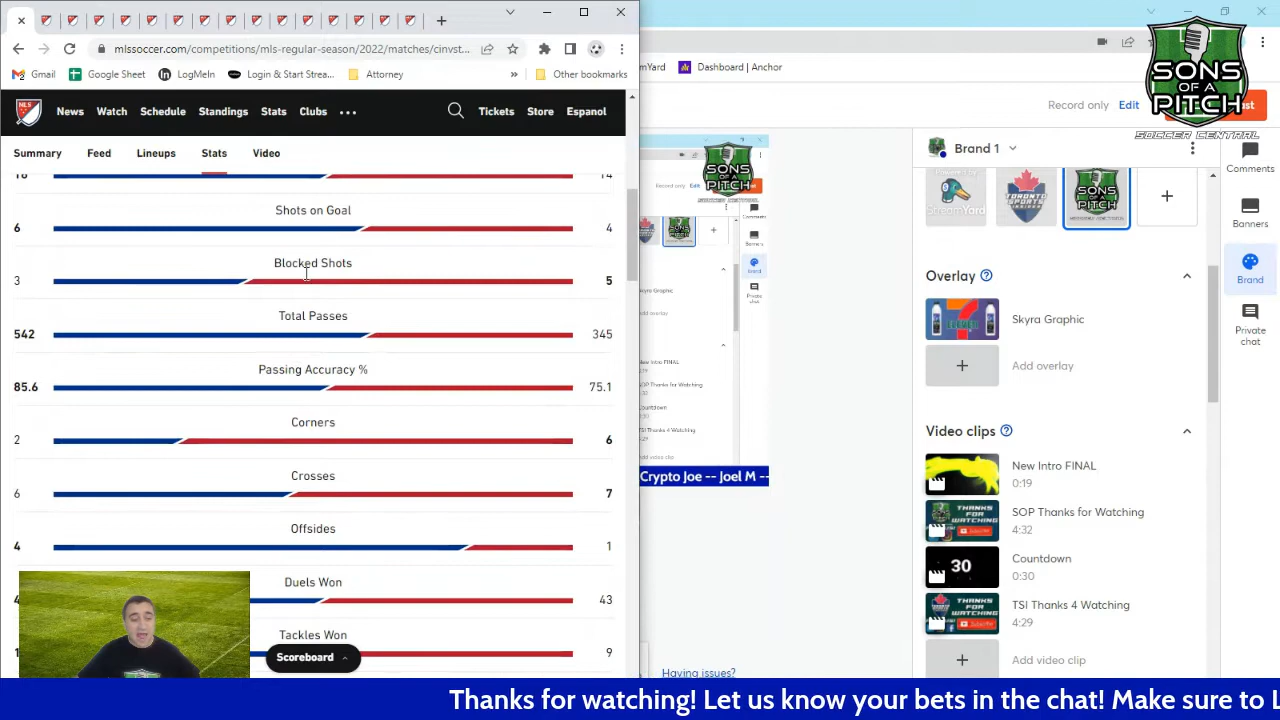 mlssoccer.com/competitions/mls-regular-season/2022/matches/cinvst...
Gmail
Google Sheet
LogMeIn
Login & Start Strea...
Attorney
»
Other bookmarks
News
Watch
Schedule
Standings
Stats
Clubs
Tickets
Store
Espanol
Summary
Feed
Lineups
Stats
Video
14
Shots on Goal
6
4
Blocked Shots
3
5
Total Passes
542
345
Passing Accuracy %
85.6
75.1
Corners
2
6
Crosses
6
7
Offsides
4
1
Duels Won
43
Tackles Won
9
Scoreboard
Dashboard | Anchor
Record only
Edit
SONS
OF A
PITCH
SOCCER CENTRAL
Brand 1
Comments
Banners
Brand
Private
chat
Overlay
Skyra Graphic
Add overlay
Video clips
New Intro FINAL
0:19
SOP Thanks for Watching
4:32
Countdown
0:30
TSI Thanks 4 Watching
4:29
Add video clip
Having issues?
Crypto Joe -- Joel M --
Thanks for watching! Let us know your bets in the chat! Make sure to L